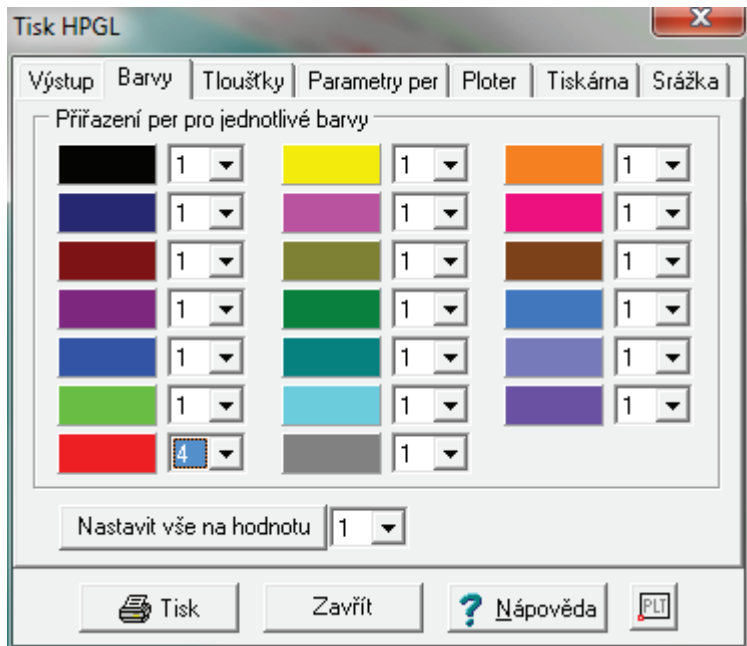 Tisk HPGL
Výstup Barvy Tloušťky Parametry per Ploter Tiskárna Srážka
Přiřazení per pro jednotlivé barvy
1 1 1
1 1 1
1 1 1
1 1 1
1 1 1
1 1 1
4 1
Nastavit vše na hodnotu 1
Tisk Zavřít ? Nápověda PLT